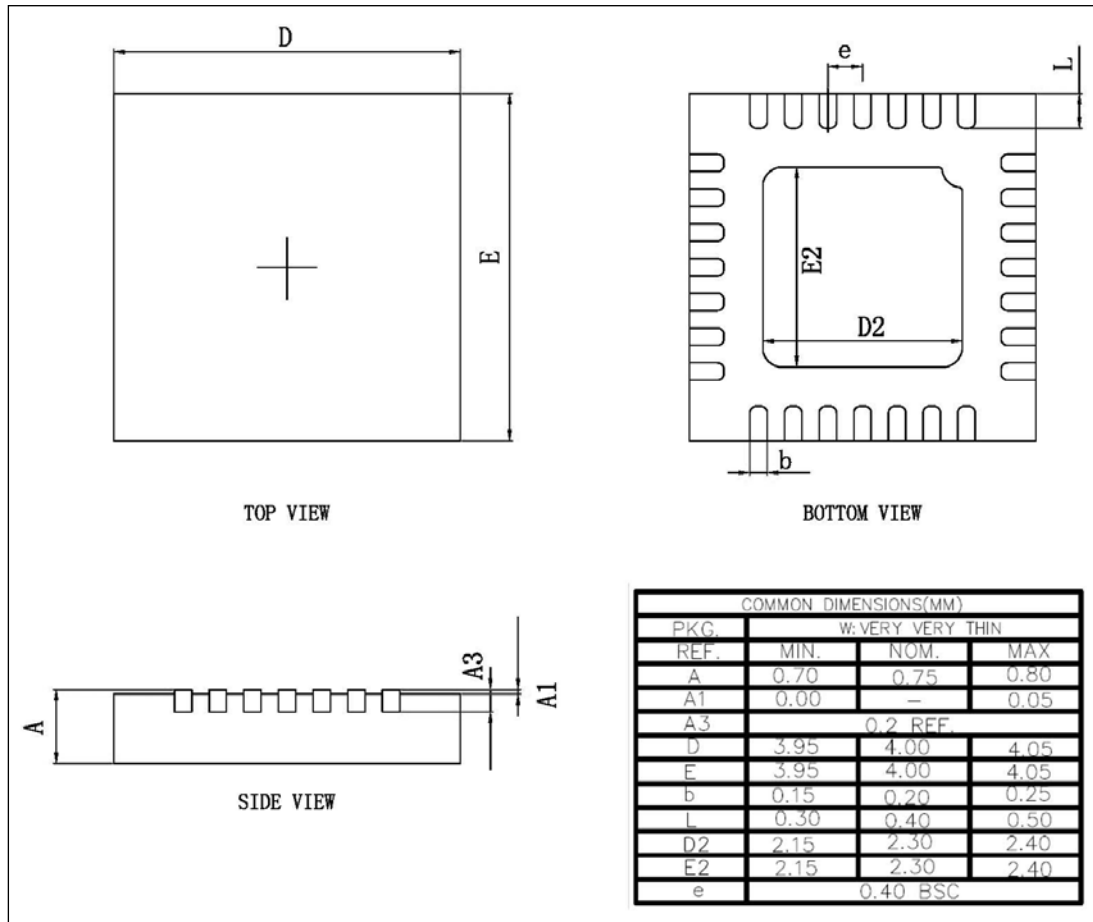 D
E
TOP VIEW
e
L
E2
D2
b
BOTTOM VIEW
A
A3
A1
SIDE VIEW
COMMON DIMENSIONS(MM)
PKG. W: VERY VERY THIN
REF. MIN. NOM. MAX
A 0.70 0.75 0.80
A1 0.00 – 0.05
A3 0.2 REF.
D 3.95 4.00 4.05
E 3.95 4.00 4.05
b 0.15 0.20 0.25
L 0.30 0.40 0.50
D2 2.15 2.30 2.40
E2 2.15 2.30 2.40
e 0.40 BSC